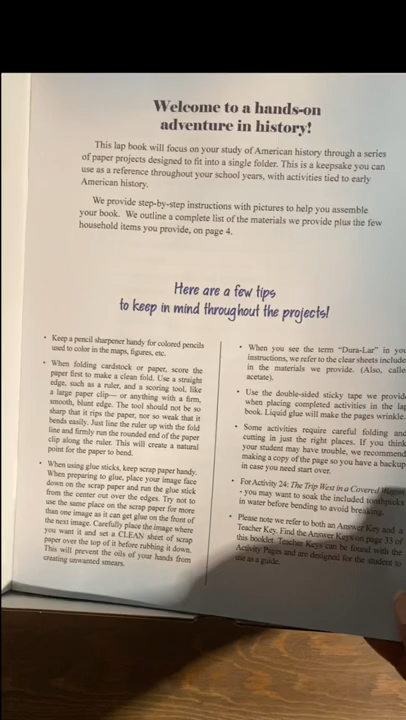 Welcome to a hands-on
adventure in history!
This lap book will focus on your study of American history through a series
of paper projects designed to fit into a single folder. This is a keepsake you can
use as a reference throughout your school years, with activities tied to early
American history.
We provide step-by-step instructions with pictures to help you assemble
your book. We outline a complete list of the materials we provide plus the few
household items you provide, on page 4.
Here are a few tips
to keep in mind throughout the projects!
• Keep a pencil sharpener handy for colored pencils
used to color in the maps, figures, etc.
• When folding cardstock or paper, score the
paper first to make a clean fold. Use a straight
edge, such as a ruler, and a scoring tool, like
a large paper clip— or anything with a firm,
smooth, blunt edge. The tool should not be so
sharp that it rips the paper, nor so weak that it
bends easily. Just line the ruler up with the fold
line and firmly run the rounded end of the paper
clip along the ruler. This will create a natural
point for the paper to bend.
• When using glue sticks, keep scrap paper handy.
When preparing to glue, place your image face
down on the scrap paper and run the glue stick
from the center out over the edges. Try not to
use the same place on the scrap paper for more
than one image as it can get glue on the front of
the next image. Carefully place the image where
you want it and set a CLEAN sheet of scrap
paper over the top of it before rubbing it down.
This will prevent the oils of your hands from
creating unwanted smears.
• When you see the term “Dura-Lar” in you
instructions, we refer to the clear sheets include
in the materials we provide. (Also, calle
acetate).
• Use the double-sided sticky tape we provid
when placing completed activities in the lap
book. Liquid glue will make the pages wrinkle.
• Some activities require careful folding and
cutting in just the right places. If you think
your student may have trouble, we recommend
making a copy of the page so you have a backup
in case you need start over.
• For Activity 24: The Trip West in a Covered Wagon
you may want to soak the included toothpicks
in water before bending to avoid breaking.
• Please note we refer to both an Answer Key and a
Teacher Key. Find the Answer Keys on page 33 of
this booklet. Teacher Keys can be found with the
Activity Pages and are designed for the student to
use as a guide.